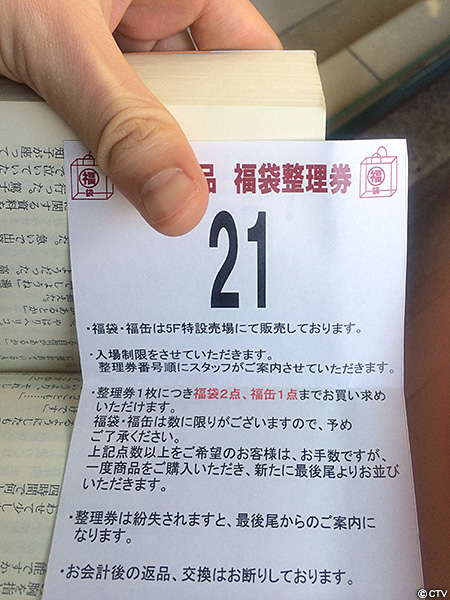 品 福袋整理券
福袋
福袋
21
・福袋・福缶は5F特設売場にて販売しております。
・入場制限をさせていただきます。
整理券番号順にスタッフがご案内させていただきます。
・整理券1枚につき福袋2点、福缶1点までお買い求め
いただけます。
福袋・福缶は数に限りがございますので、予め
ご了承ください。
上記点数以上をご希望のお客様は、お手数ですが、
一度商品をご購入いただき、新たに最後尾よりお並び
いただきます。
・整理券は紛失されますと、最後尾からのご案内に
なります。
・お会計後の返品、交換はお断りしております。
©CTV